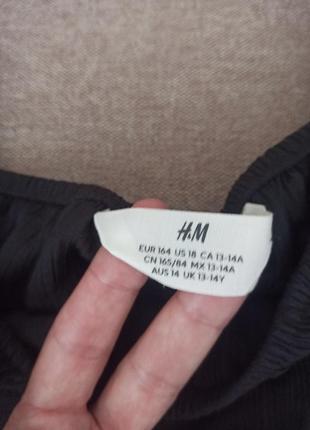 H&M
EUR 164 US 18 CA 13-14A
CN 165/84 MX 13-14A
AUS 14 UK 13-14Y